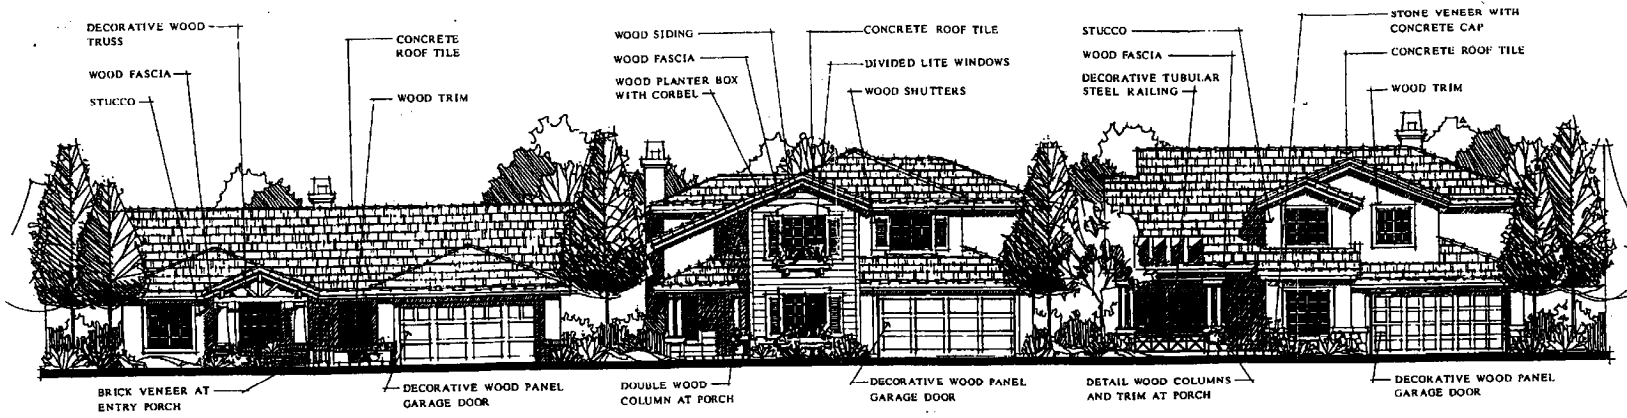 DECORATIVE WOOD
TRUSS
WOOD FASCIA
STUCCO
CONCRETE
ROOF TILE
WOOD TRIM
BRICK VENEER AT
ENTRY PORCH
DECORATIVE WOOD PANEL
GARAGE DOOR
WOOD SIDING
WOOD FASCIA
WOOD PLANTER BOX
WITH CORBEL
CONCRETE ROOF TILE
DIVIDED LITE WINDOWS
WOOD SHUTTERS
DOUBLE WOOD
COLUMN AT PORCH
DECORATIVE WOOD PANEL
GARAGE DOOR
STUCCO
WOOD FASCIA
DECORATIVE TUBULAR
STEEL RAILING
STONE VENEER WITH
CONCRETE CAP
CONCRETE ROOF TILE
WOOD TRIM
DETAIL WOOD COLUMNS
AND TRIM AT PORCH
DECORATIVE WOOD PANEL
GARAGE DOOR